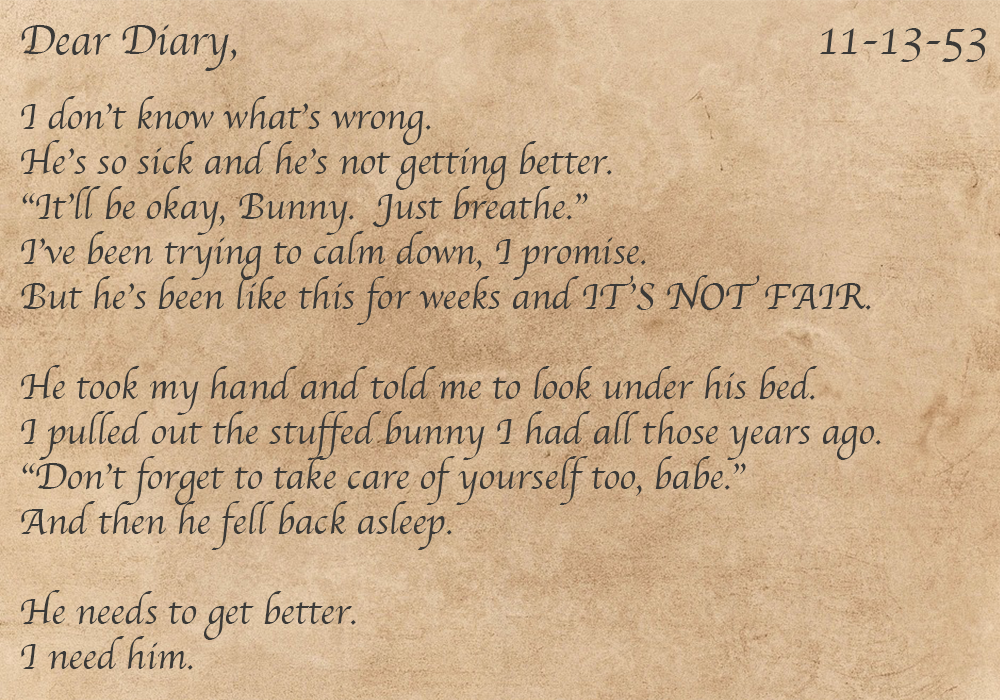 Dear Diary, 11-13-53
I don't know what's wrong.
He's so sick and he's not getting better.
“It'll be okay, Bunny.  Just breathe.”
I've been trying to calm down, I promise.
But he's been like this for weeks and IT'S NOT FAIR.
He took my hand and told me to look under his bed.
I pulled out the stuffed bunny I had all those years ago.
“Don't forget to take care of yourself too, babe.”
And then he fell back asleep.
He needs to get better.
I need him.